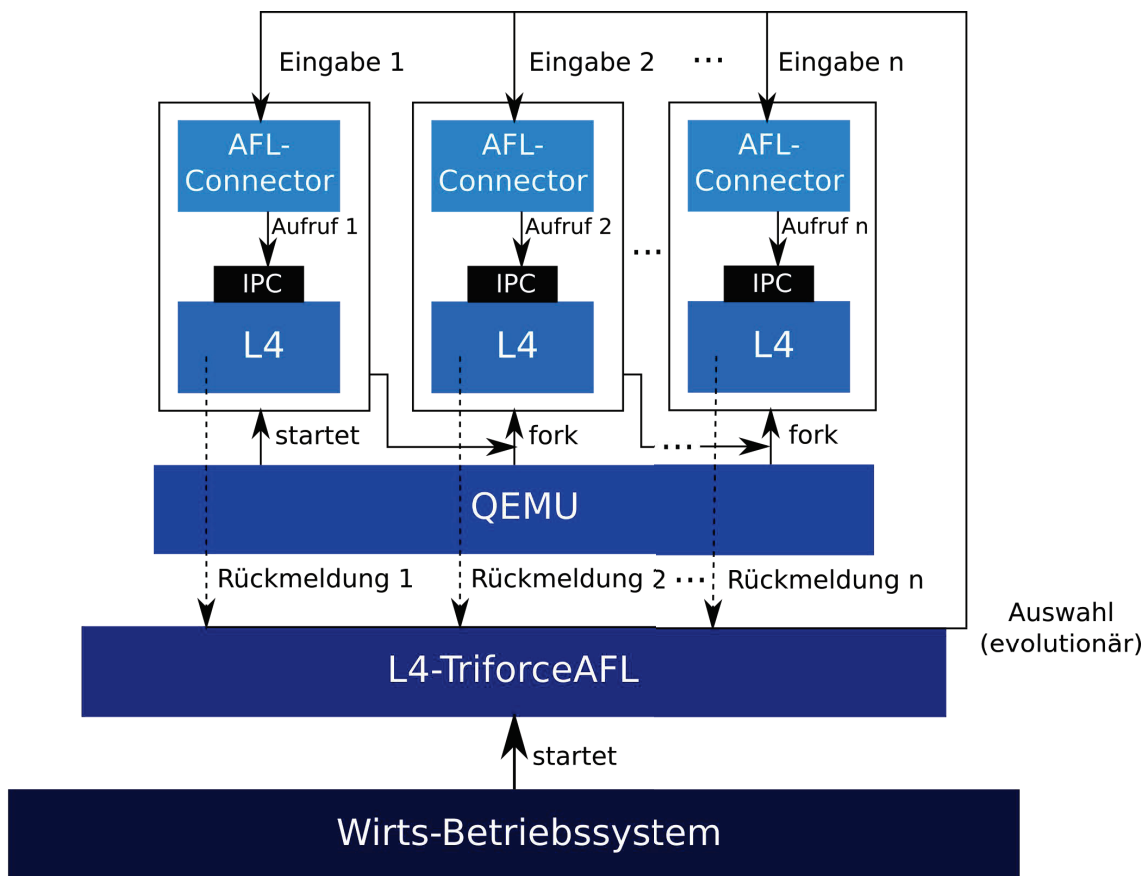 Eingabe 1
Eingabe 2
...
Eingabe n
AFL-
Connector
AFL-
Connector
AFL-
Connector
Aufruf 1
Aufruf 2
...
Aufruf n
IPC
IPC
IPC
L4
L4
L4
startet
fork
...
fork
QEMU
Rückmeldung 1
Rückmeldung 2
...
Rückmeldung n
Auswahl
(evolutionär)
L4-TriforceAFL
startet
Wirts-Betriebssystem